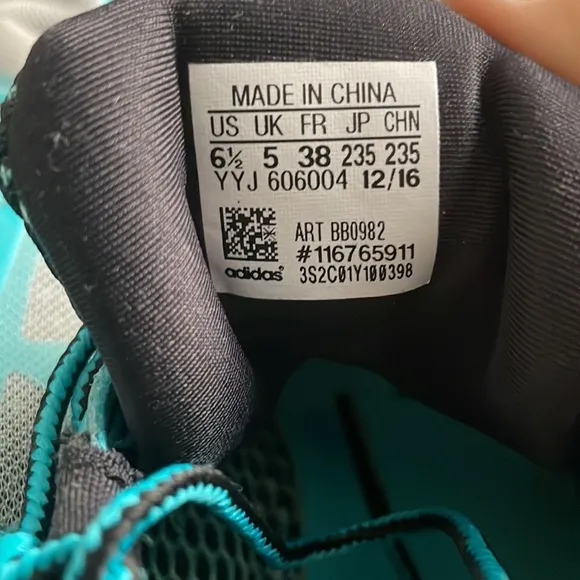 MADE IN CHINA
US UK FR JP CHN
6½ 5 38 235 235
YYJ 606004 12/16
ART BB0982
#116765911
adidas® 3S2C01Y100398